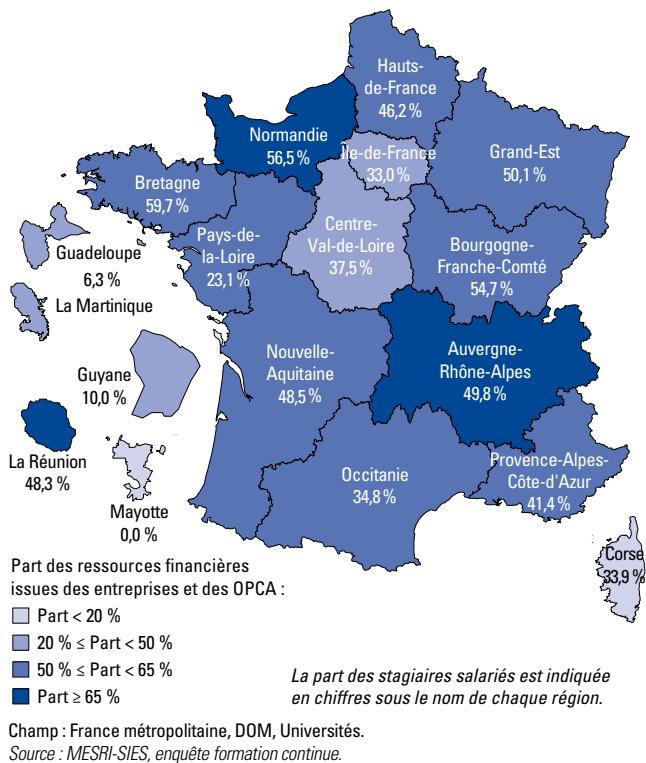 Hauts-
de-France
46,2 %
Normandie
56,5 %
Île-de-France
33,0 %
Grand-Est
50,1 %
Bretagne
59,7 %
Pays-de-
la-Loire
23,1 %
Centre-
Val-de-Loire
37,5 %
Bourgogne-
Franche-Comté
54,7 %
Guadeloupe
6,3 %
La Martinique
Guyane
10,0 %
Nouvelle-
Aquitaine
48,5 %
Auvergne-
Rhône-Alpes
49,8 %
La Réunion
48,3 %
Mayotte
0,0 %
Occitanie
34,8 %
Provence-Alpes-
Côte-d'Azur
41,4 %
Corse
33,9 %
Part des ressources financières
issues des entreprises et des OPCA :
Part < 20 %
20 % ≤ Part < 50 %
50 % ≤ Part < 65 %
Part ≥ 65 %
La part des stagiaires salariés est indiquée
en chiffres sous le nom de chaque région.
Champ : France métropolitaine, DOM, Universités.
Source : MESRI-SIES, enquête formation continue.